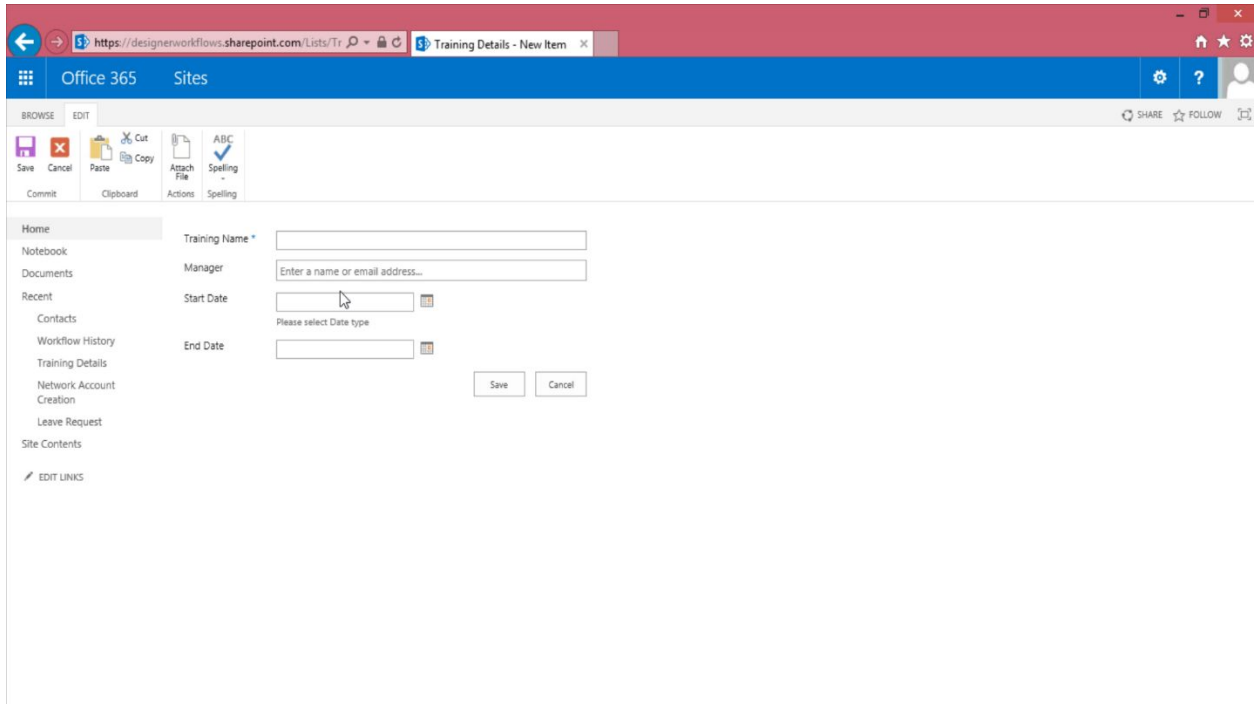 https://designerworkflows.sharepoint.com/Lists/Tr
Training Details - New Item
Office 365 Sites
?
BROWSE EDIT
SHARE FOLLOW
Save Cancel Paste Cut Copy Attach File ABC Spelling
Commit Clipboard Actions Spelling
Home
Notebook
Documents
Recent
Contacts
Workflow History
Training Details
Network Account
Creation
Leave Request
Site Contents
EDIT LINKS
Training Name *
Manager Enter a name or email address...
Start Date
Please select Date type
End Date
Save Cancel